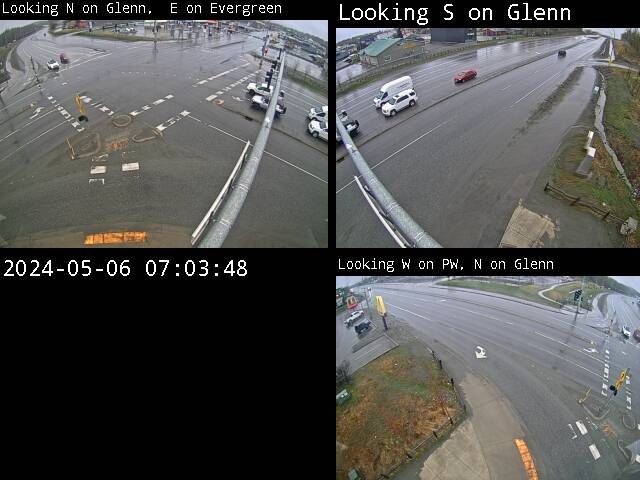 Looking N on Glenn, E on Evergreen
Looking S on Glenn
2024-05-06 07:03:48
Looking W on PW, N on Glenn